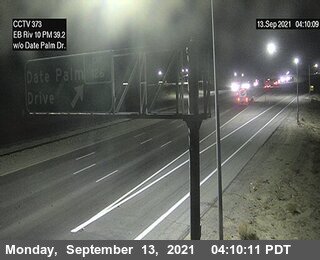 CCTV 373
EB Riv 10 PM 39.2
w/o Date Palm Dr.
13.Sep 2021 04:10:09
Date Palm
Drive
Monday, September 13, 2021 04:10:11 PDT